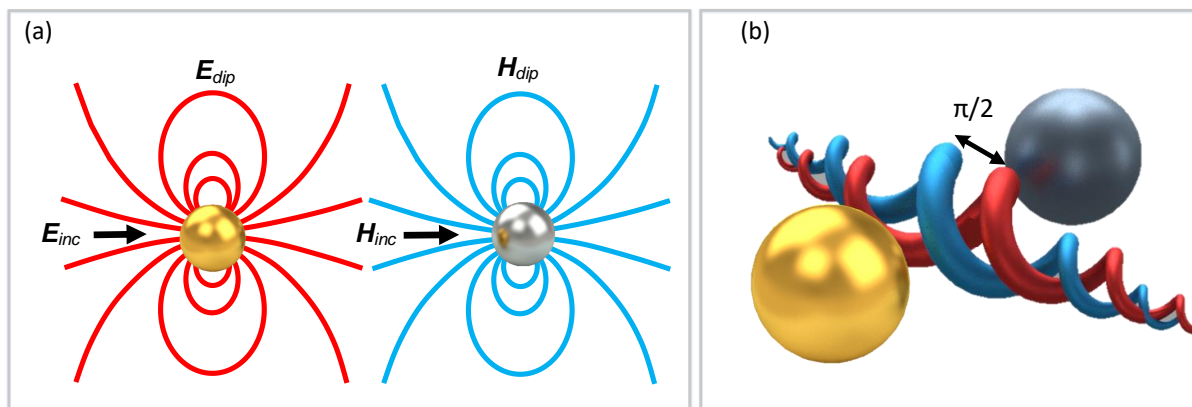 (a)
E_dip
H_dip
E_inc
H_inc
(b)
π/2